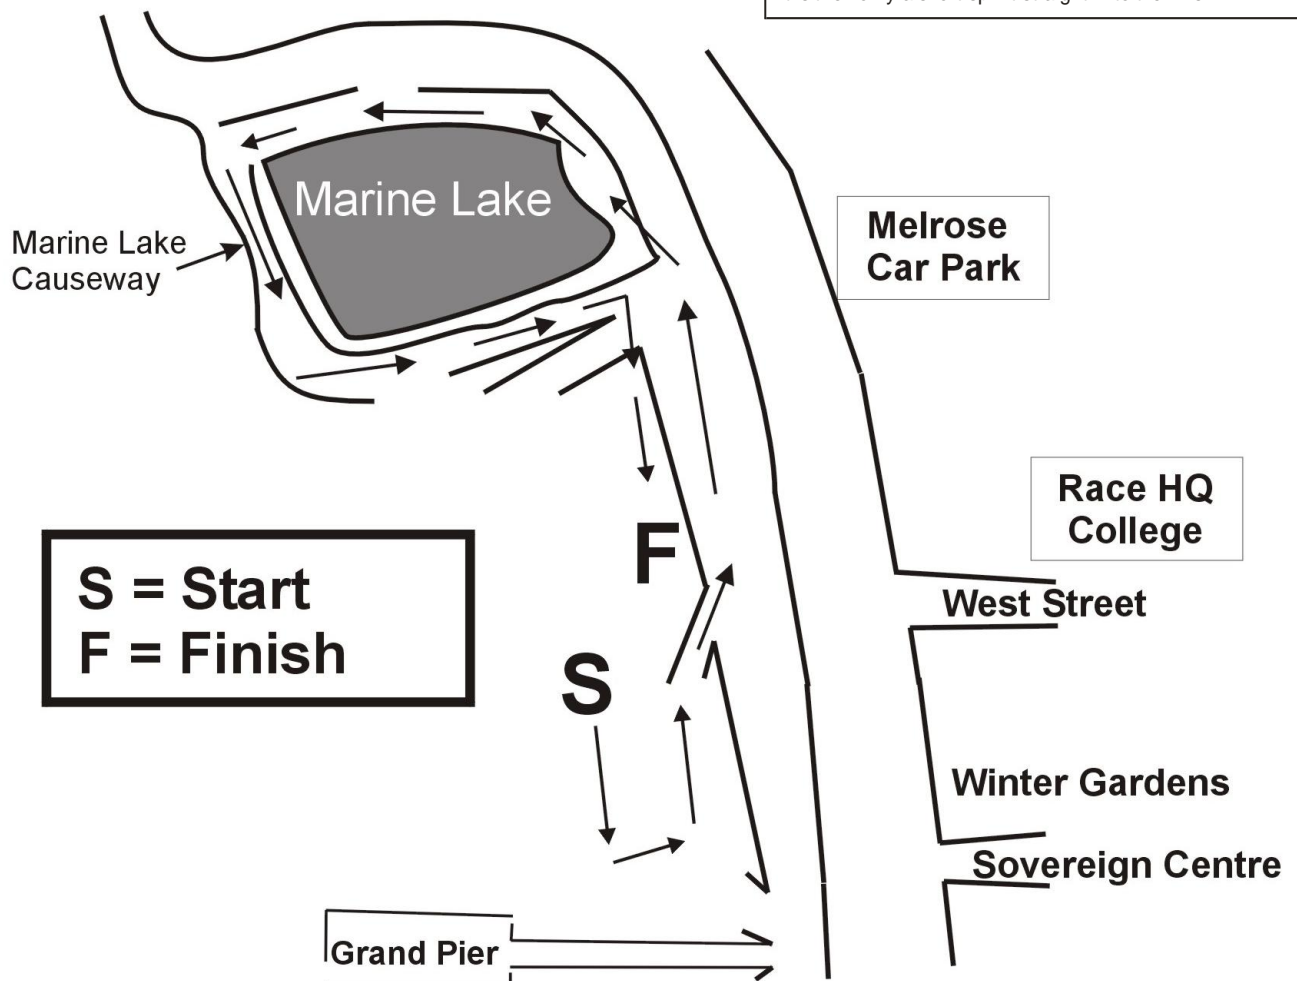 Marine Lake
Marine Lake
Causeway
Melrose
Car Park
Race HQ
College
F
West Street
S = Start
F = Finish
S
Winter Gardens
Sovereign Centre
Grand Pier